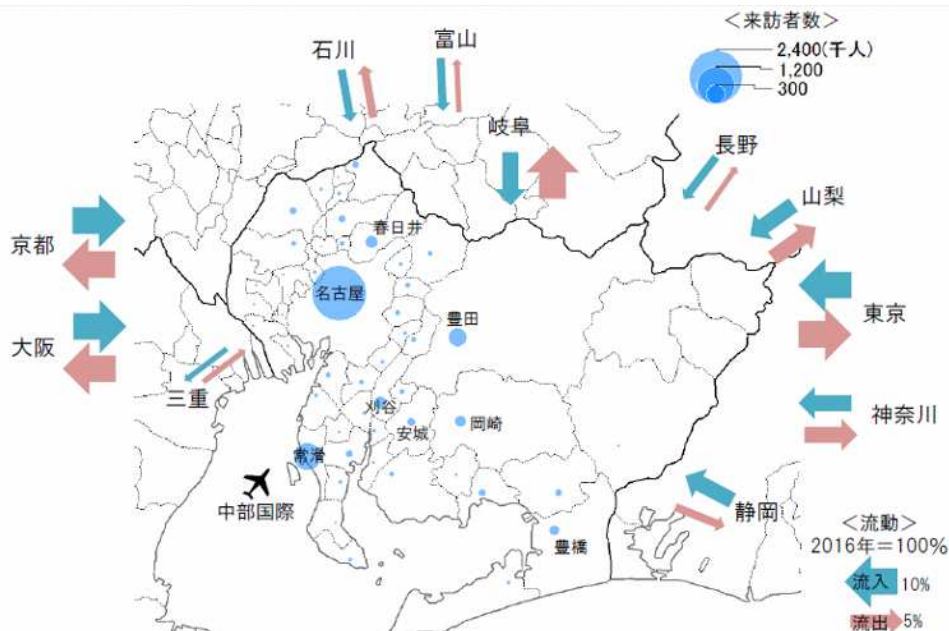 ＜来訪者数＞
2,400(千人)
1,200
300
石川
富山
岐阜
長野
山梨
京都
春日井
名古屋
東京
大阪
豊田
三重
刈谷
安城
岡崎
神奈川
常滑
中部国際
静岡
豊橋
＜流動＞
2016年＝100%
流入 10%
流出 5%